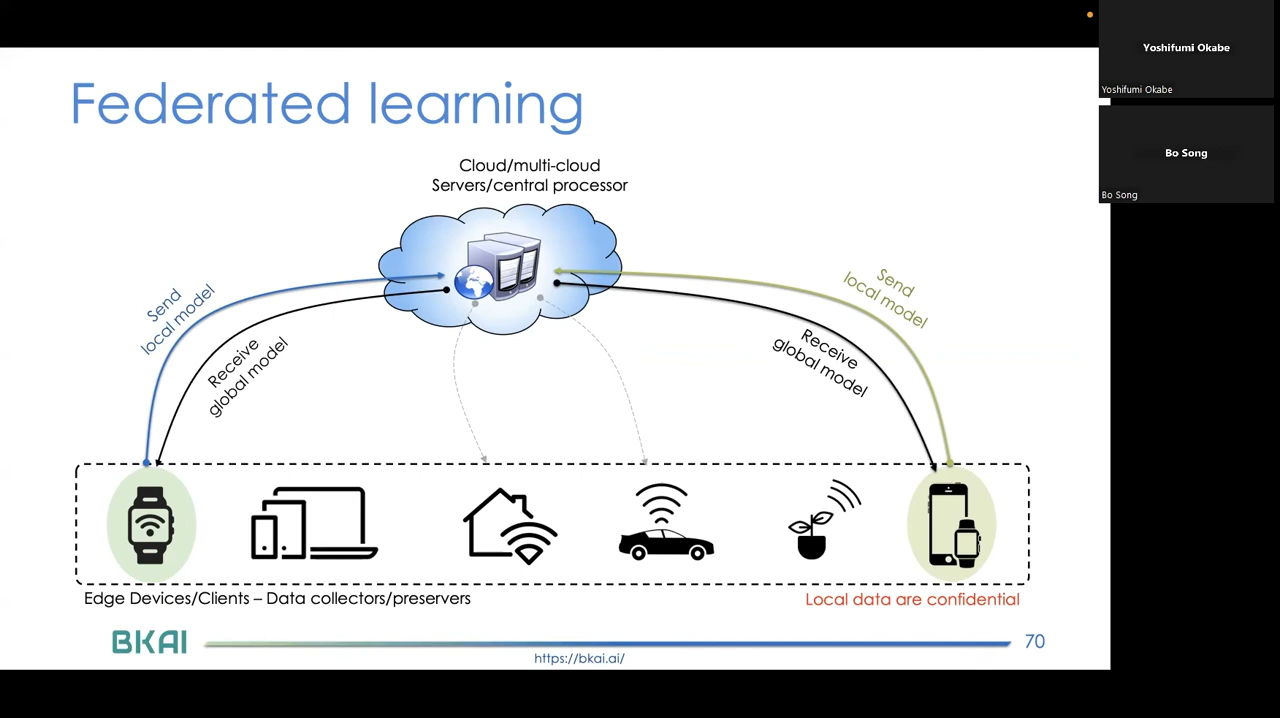 Federated learning
Cloud/multi-cloud
Servers/central processor
Send
local model
Receive
global model
Send
local model
Receive
global model
Edge Devices/Clients – Data collectors/preservers
Local data are confidential
BKAI
70
https://bkai.ai/
Yoshifumi Okabe
Yoshifumi Okabe
Bo Song
Bo Song